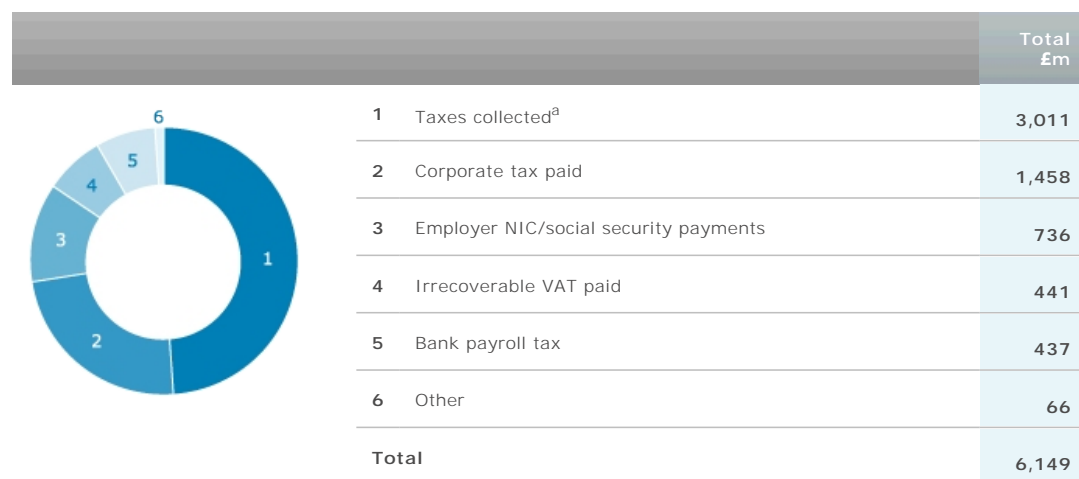 Total
£m
6
5
4
3
2
1
1 Taxes collectedᵃ 3,011
2 Corporate tax paid 1,458
3 Employer NIC/social security payments 736
4 Irrecoverable VAT paid 441
5 Bank payroll tax 437
6 Other 66
Total 6,149